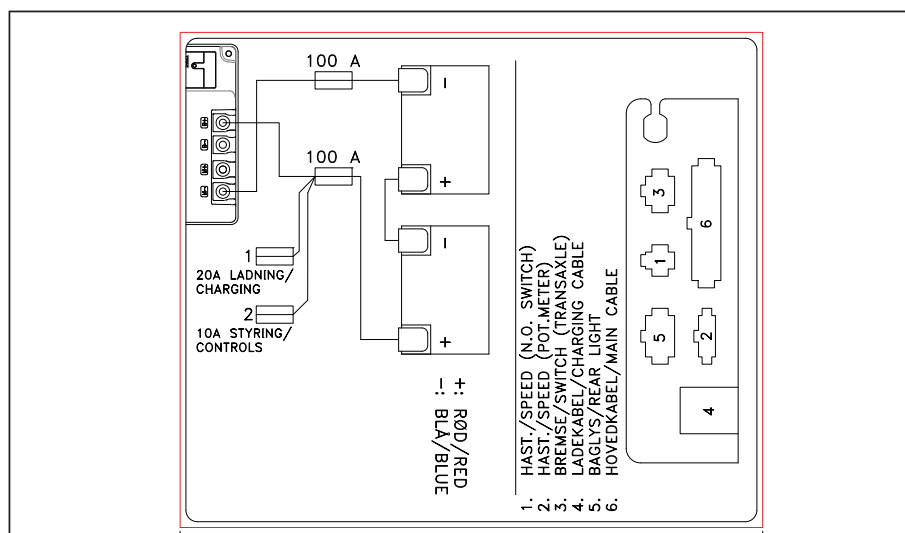 100 A
100 A
−
+
−
+
1
20A LADNING/
CHARGING
2
10A STYRING/
CONTROLS
+: RØD/RED
−: BLÅ/BLUE
1. HAST./SPEED (N.O. SWITCH)
2. HAST./SPEED (POT.METER)
3. BREMSE/SWITCH (TRANSAXLE)
4. LADEKABEL/CHARGING CABLE
5. BAGLYS/REAR LIGHT
6. HOVEDKABEL/MAIN CABLE
3
6
1
5
2
4